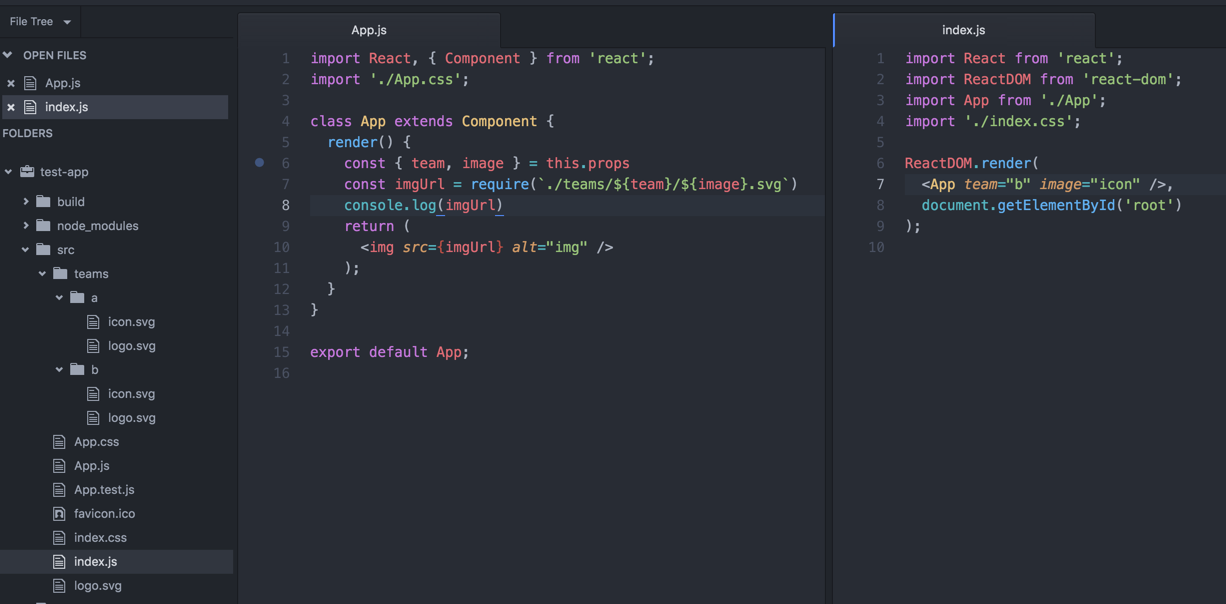 File Tree
OPEN FILES
App.js
index.js
FOLDERS
test-app
build
node_modules
src
teams
a
icon.svg
logo.svg
b
icon.svg
logo.svg
App.css
App.js
App.test.js
favicon.ico
index.css
index.js
logo.svg
App.js
1 import React, { Component } from 'react';
2 import './App.css';
3
4 class App extends Component {
5 render() {
6 const { team, image } = this.props
7 const imgUrl = require(`./teams/${team}/${image}.svg`)
8 console.log(imgUrl)
9 return (
10 <img src={imgUrl} alt="img" />
11 );
12 }
13 }
14
15 export default App;
16
index.js
1 import React from 'react';
2 import ReactDOM from 'react-dom';
3 import App from './App';
4 import './index.css';
5
6 ReactDOM.render(
7 <App team="b" image="icon" />,
8 document.getElementById('root')
9 );
10